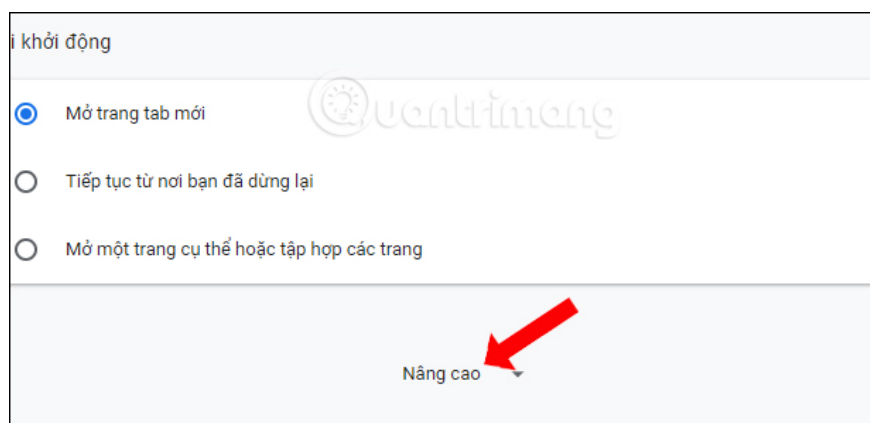 i khởi động
Quantrimang
Mở trang tab mới
Tiếp tục từ nơi bạn đã dừng lại
Mở một trang cụ thể hoặc tập hợp các trang
Nâng cao